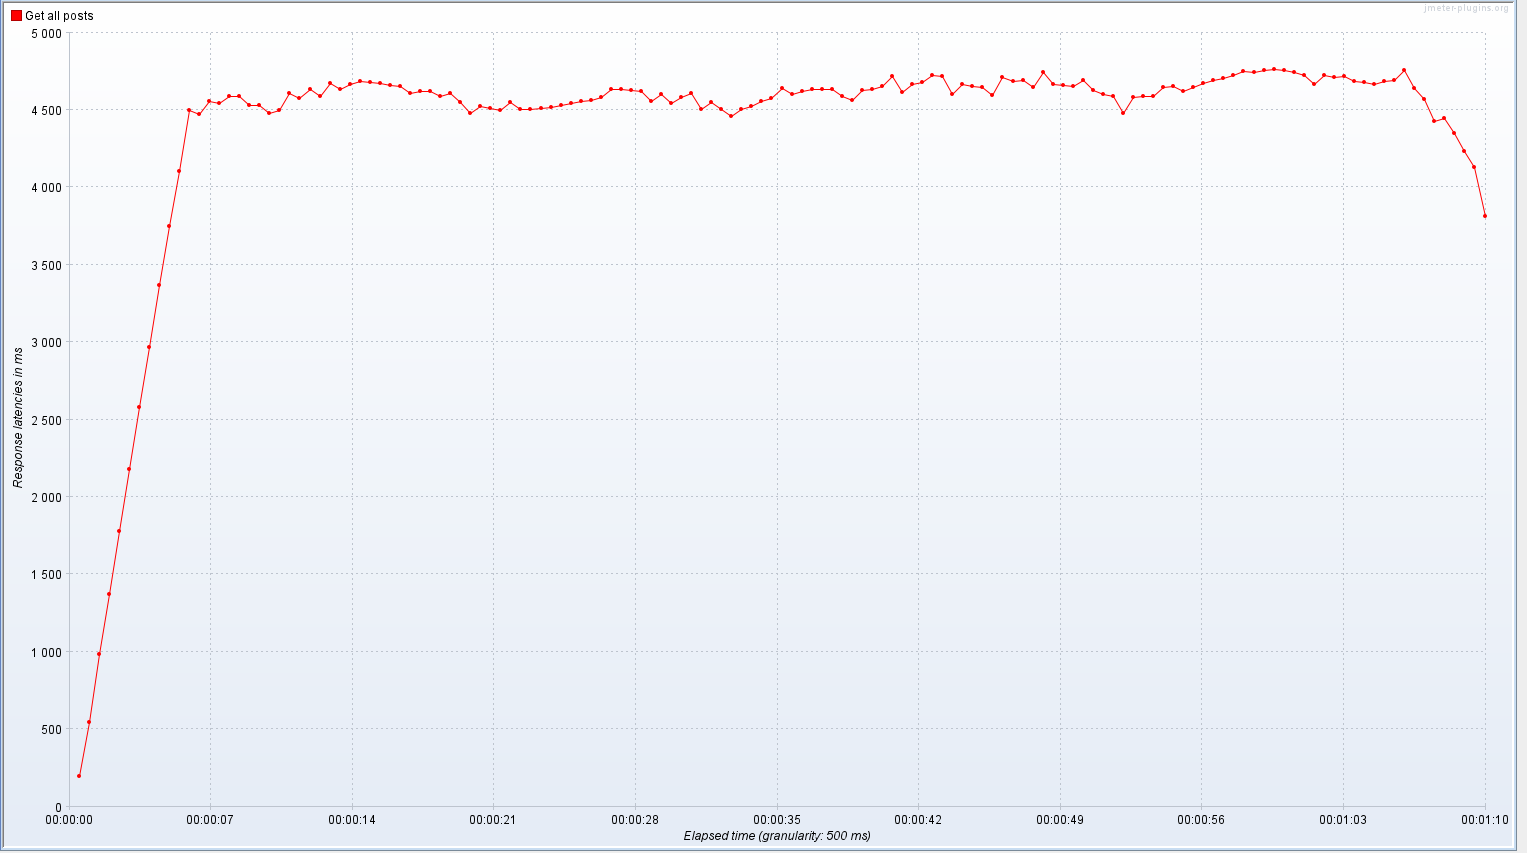 jmeter-plugins.org
Get all posts
5 000
4 500
4 000
3 500
3 000
2 500
2 000
1 500
1 000
500
0
Response latencies in ms
00:00:00 00:00:07 00:00:14 00:00:21 00:00:28 00:00:35 00:00:42 00:00:49 00:00:56 00:01:03 00:01:10
Elapsed time (granularity: 500 ms)